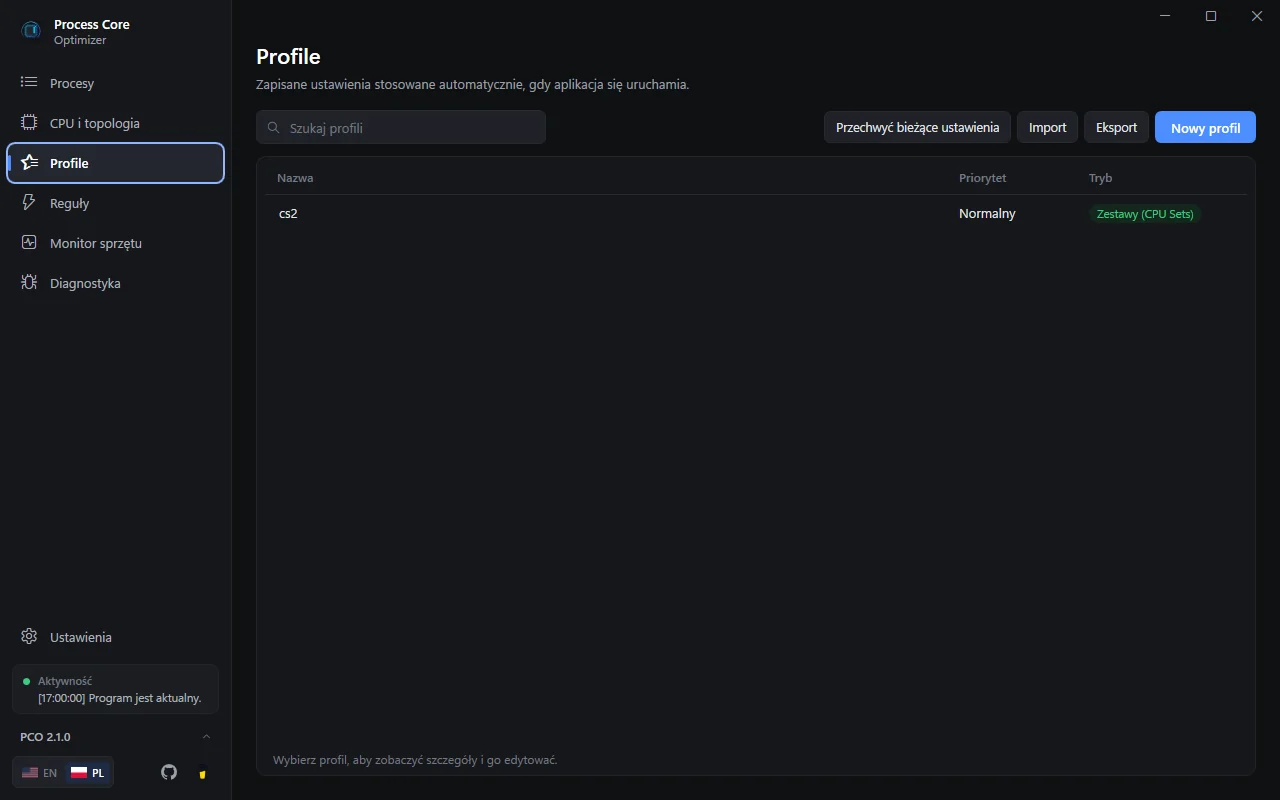 Process Core
Optimizer
Procesy
CPU i topologia
Profile
Reguły
Monitor sprzętu
Diagnostyka
Ustawienia
Aktywność
[17:00:00] Program jest aktualny.
PCO 2.1.0
EN PL
Profile
Zapisane ustawienia stosowane automatycznie, gdy aplikacja się uruchamia.
Szukaj profili
Przechwyć bieżące ustawienia Import Eksport Nowy profil
Nazwa Priorytet Tryb
cs2 Normalny Zestawy (CPU Sets)
Wybierz profil, aby zobaczyć szczegóły i go edytować.